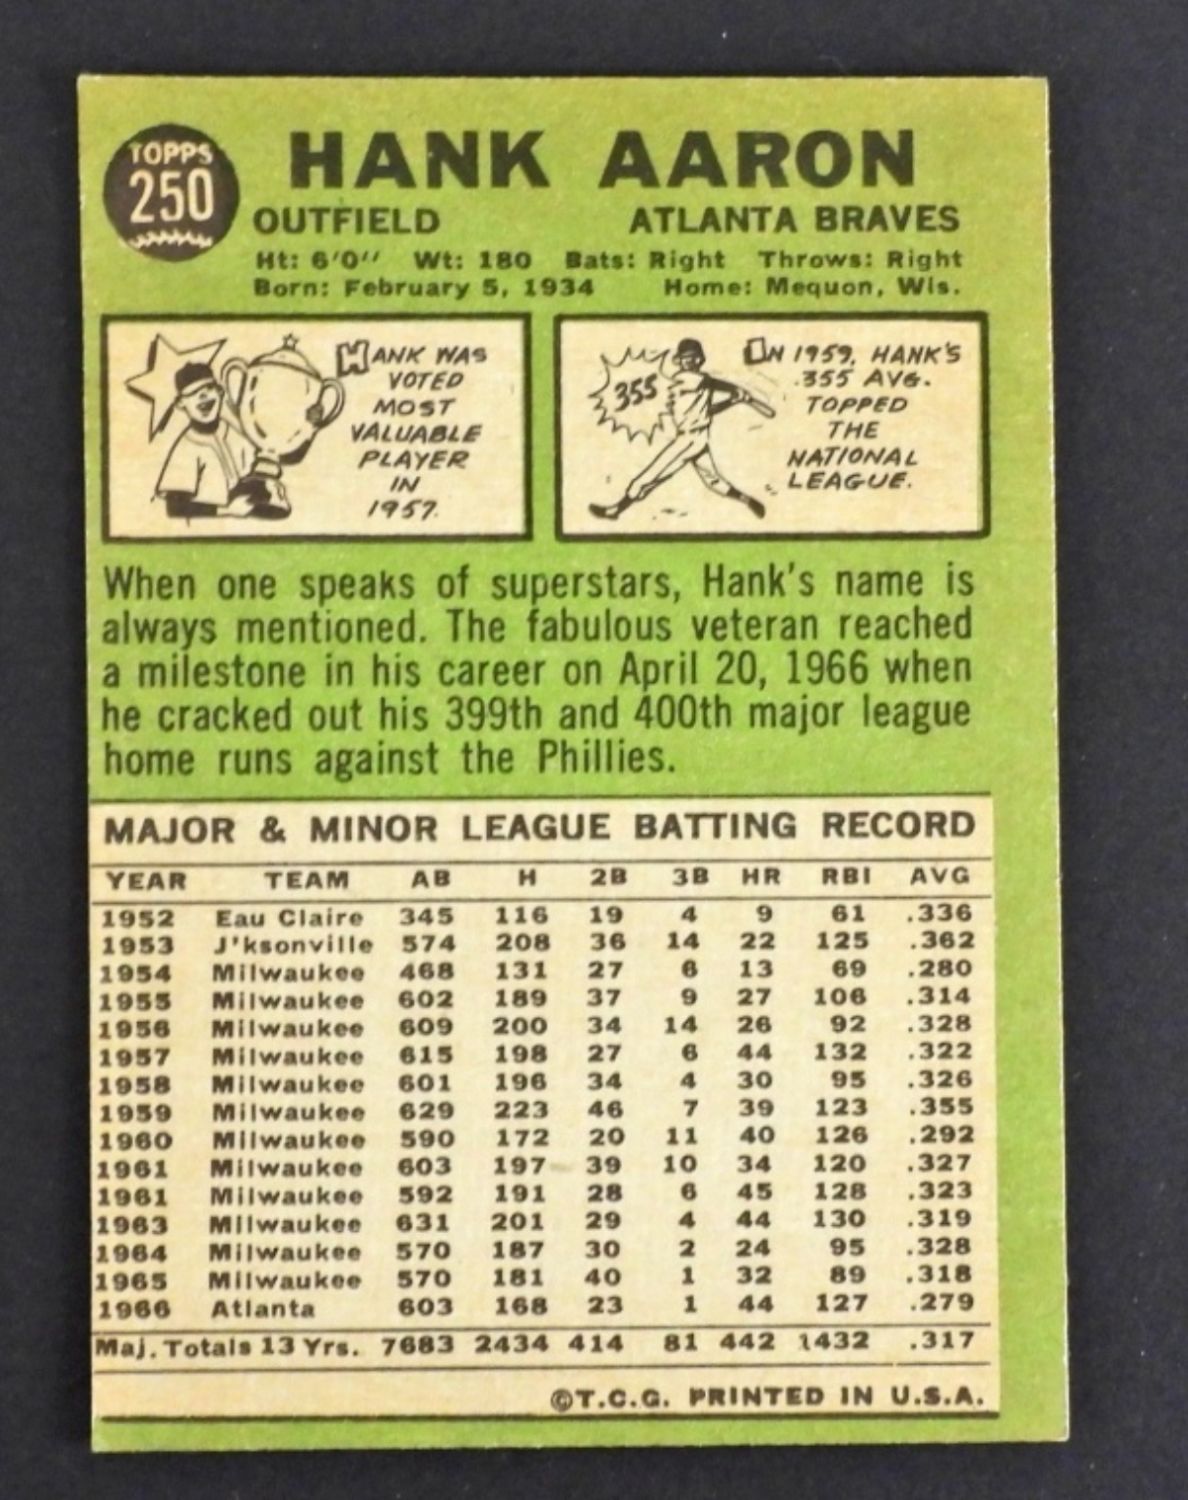 TOPPS
250
HANK AARON
OUTFIELD ATLANTA BRAVES
Ht: 6'0" Wt: 180 Bats: Right Throws: Right
Born: February 5, 1934 Home: Mequon, Wis.
HANK WAS
VOTED
MOST
VALUABLE
PLAYER
IN
1957.
355
IN 1959, HANK'S
.355 AVG.
TOPPED
THE
NATIONAL
LEAGUE.
When one speaks of superstars, Hank's name is
always mentioned. The fabulous veteran reached
a milestone in his career on April 20, 1966 when
he cracked out his 399th and 400th major league
home runs against the Phillies.
MAJOR & MINOR LEAGUE BATTING RECORD
YEAR TEAM AB H 2B 3B HR RBI AVG
1952 Eau Claire 345 116 19 4 9 61 .336
1953 J'ksonville 574 208 36 14 22 125 .362
1954 Milwaukee 468 131 27 6 13 69 .280
1955 Milwaukee 602 189 37 9 27 106 .314
1956 Milwaukee 609 200 34 14 26 92 .328
1957 Milwaukee 615 198 27 6 44 132 .322
1958 Milwaukee 601 196 34 4 30 95 .326
1959 Milwaukee 629 223 46 7 39 123 .355
1960 Milwaukee 590 172 20 11 40 126 .292
1961 Milwaukee 603 197 39 10 34 120 .327
1961 Milwaukee 592 191 28 6 45 128 .323
1963 Milwaukee 631 201 29 4 44 130 .319
1964 Milwaukee 570 187 30 2 24 95 .328
1965 Milwaukee 570 181 40 1 32 89 .318
1966 Atlanta 603 168 23 1 44 127 .279
Maj. Totals 13 Yrs. 7683 2434 414 81 442 1432 .317
©T.C.G. PRINTED IN U.S.A.